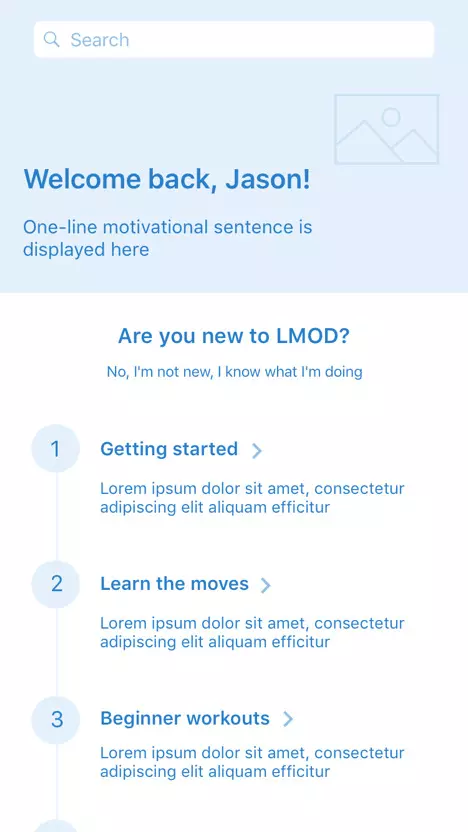 Search
Welcome back, Jason!
One-line motivational sentence is
displayed here
Are you new to LMOD?
No, I'm not new, I know what I'm doing
1
Getting started
Lorem ipsum dolor sit amet, consectetur
adipiscing elit aliquam efficitur
2
Learn the moves
Lorem ipsum dolor sit amet, consectetur
adipiscing elit aliquam efficitur
3
Beginner workouts
Lorem ipsum dolor sit amet, consectetur
adipiscing elit aliquam efficitur